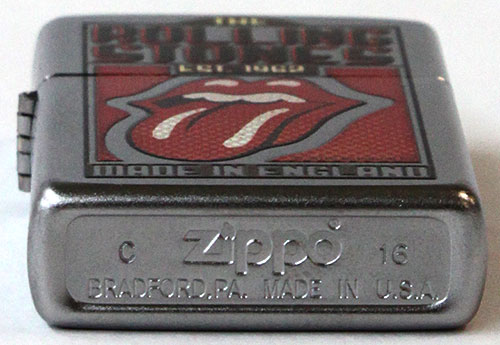 THE
ROLLING
STONES
EST 1962
MADE IN ENGLAND
C Zippo® 16
BRADFORD,PA. MADE IN U.S.A.